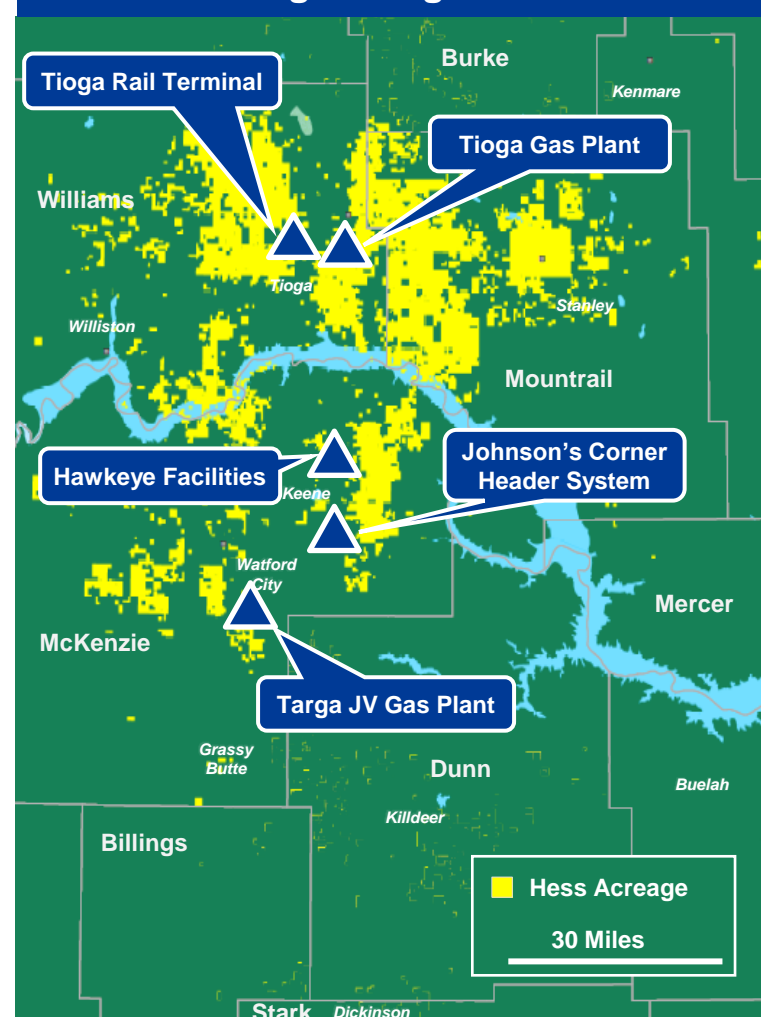 Burke
Tioga Rail Terminal
Kenmare
Tioga Gas Plant
Williams
Tioga
Stanley
Williston
Mountrail
Johnson's Corner
Header System
Hawkeye Facilities
Keene
Watford
City
Mercer
McKenzie
Targa JV Gas Plant
Grassy
Butte
Dunn
Buelah
Killdeer
Billings
Hess Acreage
30 Miles
Stark
Dickinson